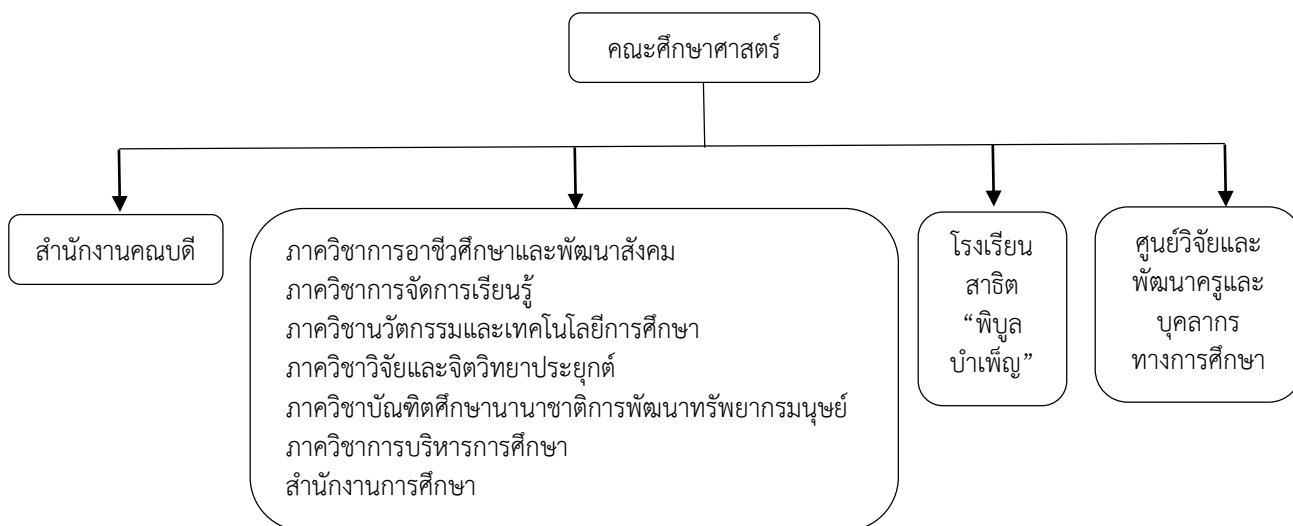 คณะศึกษาศาสตร์
สำนักงานคณบดี
ภาควิชาการอาชีวศึกษาและพัฒนาสังคม
ภาควิชาการจัดการเรียนรู้
ภาควิชานวัตกรรมและเทคโนโลยีการศึกษา
ภาควิชาวิจัยและจิตวิทยาประยุกต์
ภาควิชาบัณฑิตศึกษานานาชาติการพัฒนาทรัพยากรมนุษย์
ภาควิชาการบริหารการศึกษา
สำนักงานการศึกษา
โรงเรียน
สาธิต
“พิบูล
บำเพ็ญ”
ศูนย์วิจัยและ
พัฒนาครูและ
บุคลากร
ทางการศึกษา